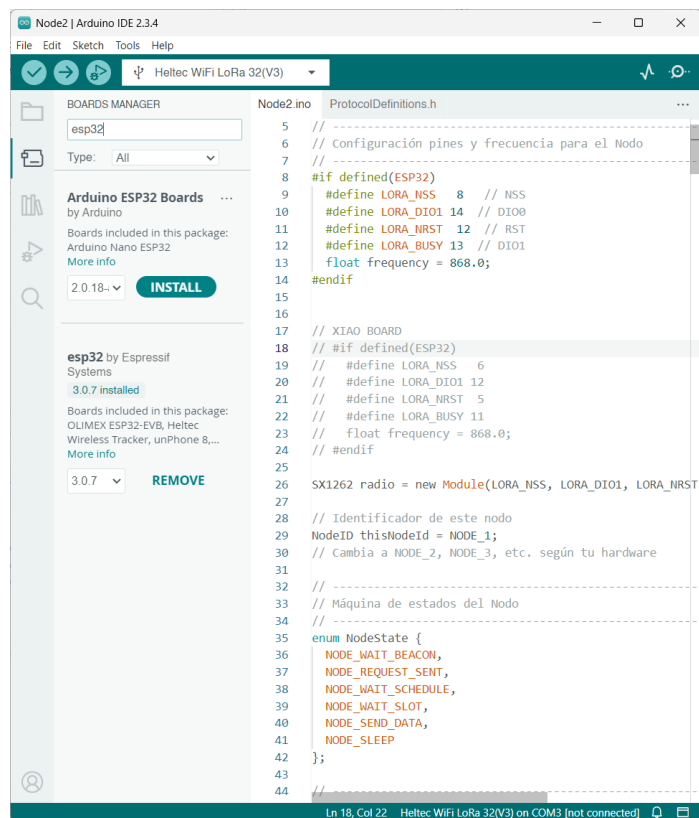 Node2 | Arduino IDE 2.3.4
File Edit Sketch Tools Help
Heltec WiFi LoRa 32(V3)
BOARDS MANAGER
esp32
Type: All
Arduino ESP32 Boards ...
by Arduino
Boards included in this package:
Arduino Nano ESP32
More info
2.0.18-
INSTALL
esp32 by Espressif
Systems
3.0.7 installed
Boards included in this package:
OLIMEX ESP32-EVB, Heltec
Wireless Tracker, unPhone 8,...
More info
3.0.7
REMOVE
Node2.ino ProtocolDefinitions.h ...
5 // --------------------------------------------------
6 // Configuración pines y frecuencia para el Nodo
7 // --------------------------------------------------
8 #if defined(ESP32)
9 #define LORA_NSS 8 // NSS
10 #define LORA_DIO1 14 // DIO0
11 #define LORA_NRST 12 // RST
12 #define LORA_BUSY 13 // DIO1
13 float frequency = 868.0;
14 #endif
15
16
17 // XIAO BOARD
18 // #if defined(ESP32)
19 // #define LORA_NSS 6
20 // #define LORA_DIO1 12
21 // #define LORA_NRST 5
22 // #define LORA_BUSY 11
23 // float frequency = 868.0;
24 // #endif
25
26 SX1262 radio = new Module(LORA_NSS, LORA_DIO1, LORA_NRST
27
28 // Identificador de este nodo
29 NodeID thisNodeId = NODE_1;
30 // Cambia a NODE_2, NODE_3, etc. según tu hardware
31
32 // --------------------------------------------------
33 // Máquina de estados del Nodo
34 // --------------------------------------------------
35 enum NodeState {
36 NODE_WAIT_BEACON,
37 NODE_REQUEST_SENT,
38 NODE_WAIT_SCHEDULE,
39 NODE_WAIT_SLOT,
40 NODE_SEND_DATA,
41 NODE_SLEEP
42 };
43
44 // --------------------------------------------------
Ln 18, Col 22 Heltec WiFi LoRa 32(V3) on COM3 [not connected]